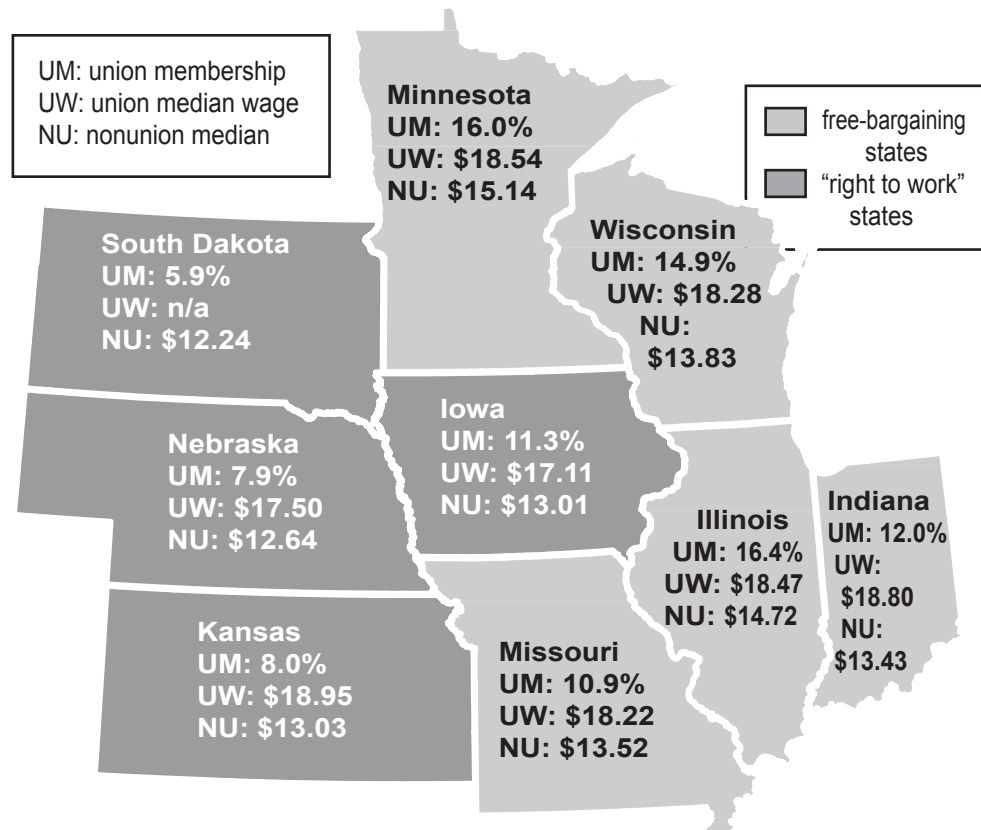 UM: union membership
UW: union median wage
NU: nonunion median
free-bargaining
states
“right to work”
states
Minnesota
UM: 16.0%
UW: $18.54
NU: $15.14
Wisconsin
UM: 14.9%
UW: $18.28
NU:
$13.83
South Dakota
UM: 5.9%
UW: n/a
NU: $12.24
Iowa
UM: 11.3%
UW: $17.11
NU: $13.01
Nebraska
UM: 7.9%
UW: $17.50
NU: $12.64
Illinois
UM: 16.4%
UW: $18.47
NU: $14.72
Indiana
UM: 12.0%
UW:
$18.80
NU:
$13.43
Kansas
UM: 8.0%
UW: $18.95
NU: $13.03
Missouri
UM: 10.9%
UW: $18.22
NU: $13.52